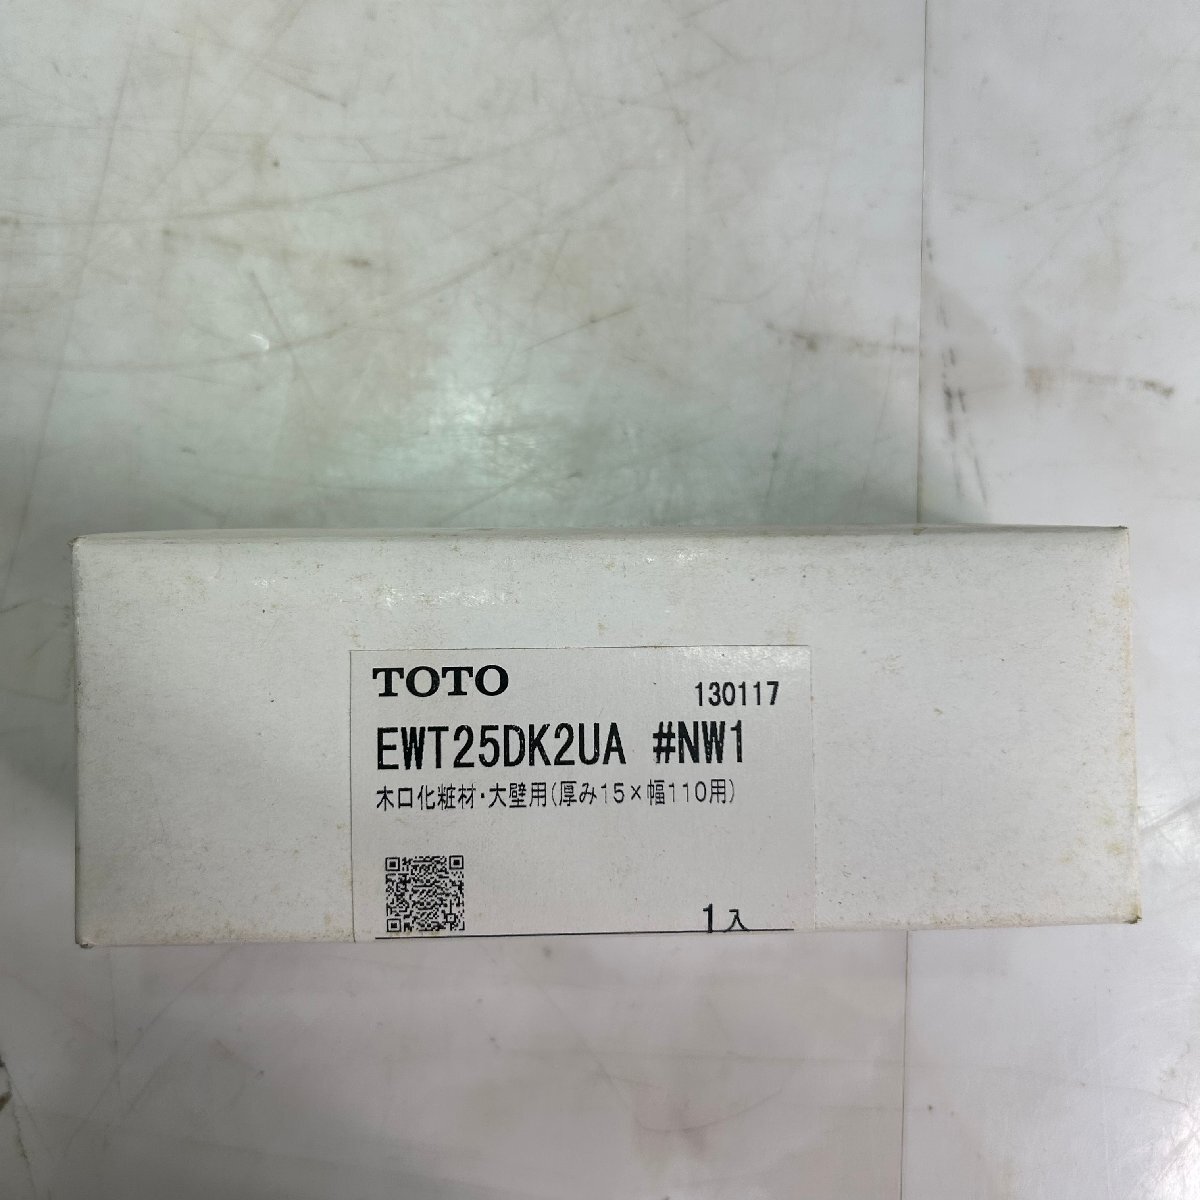 TOTO
130117
EWT25DK2UA #NW1
木口化粧材・大壁用(厚み15×幅110用)
1入